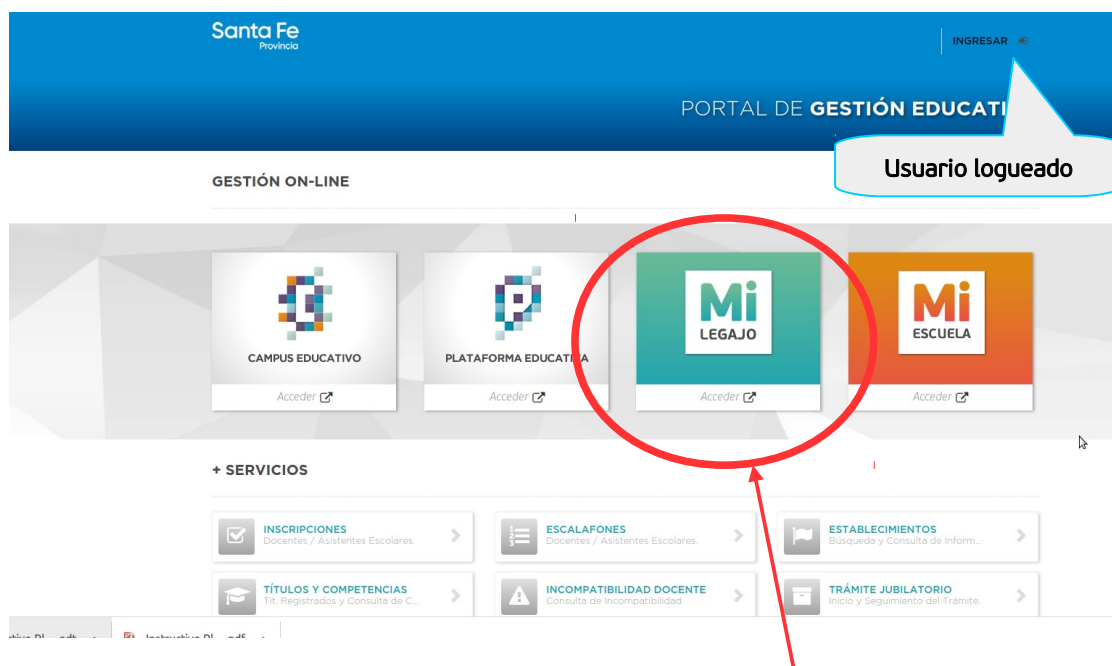 Santa Fe
Provincia
INGRESAR
PORTAL DE GESTIÓN EDUCATI
Usuario logueado
GESTIÓN ON-LINE
Mi
LEGAJO
Mi
ESCUELA
CAMPUS EDUCATIVO
PLATAFORMA EDUCATIVA
Acceder
Acceder
Acceder
Acceder
+ SERVICIOS
INSCRIPCIONES
Docentes / Asistentes Escolares.
ESCALAFONES
Docentes / Asistentes Escolares.
ESTABLECIMIENTOS
Búsqueda y Consulta de Inform...
TÍTULOS Y COMPETENCIAS
Tit. Registrados y Consulta de C...
INCOMPATIBILIDAD DOCENTE
Consulta de Incompatibilidad
TRÁMITE JUBILATORIO
Inicio y Seguimiento del Trámite.